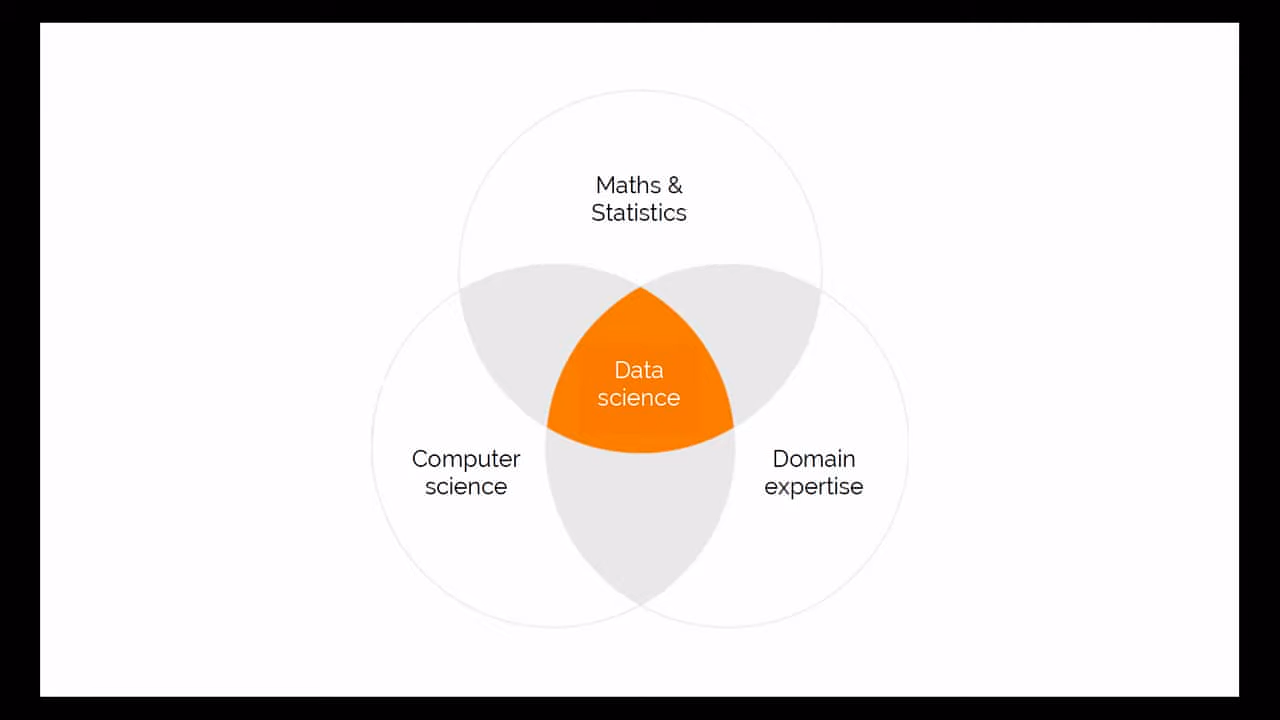 Maths &
Statistics
Data
science
Computer
science
Domain
expertise